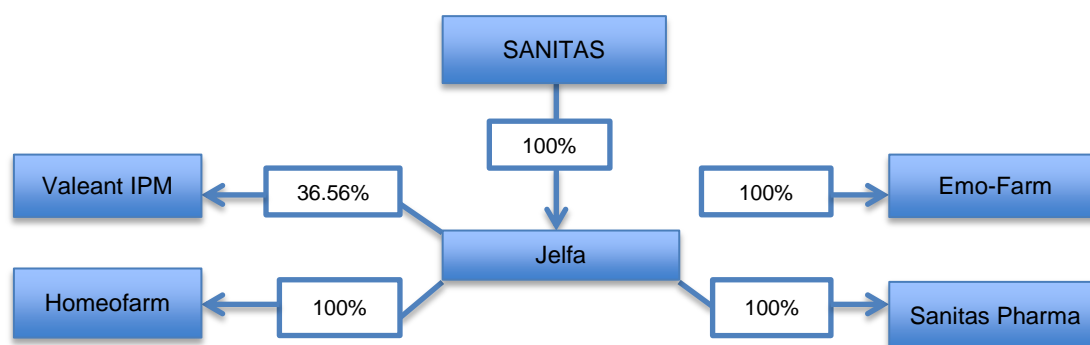 SANITAS
100%
Valeant IPM
36.56%
100%
Emo-Farm
Jelfa
Homeofarm
100%
100%
Sanitas Pharma